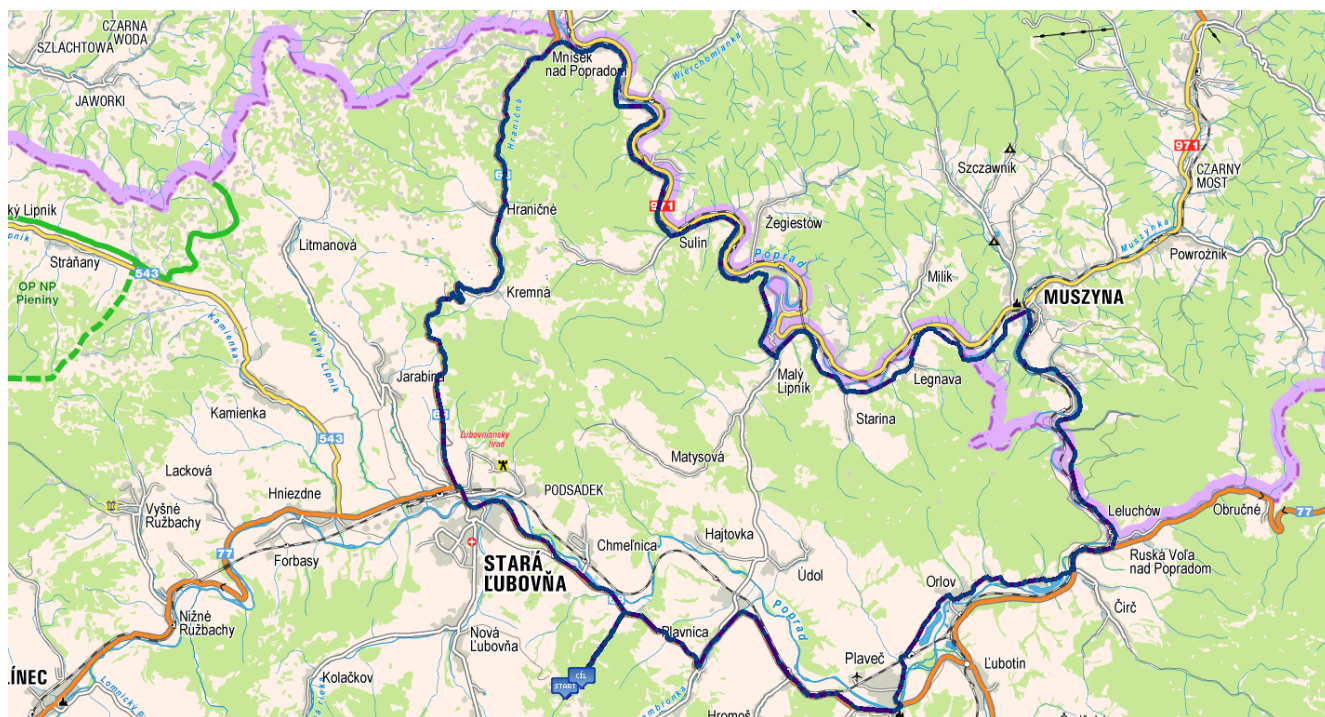 CZARNA
WODA
SZLACHTOWA
JAWORKI
Mníšek
nad Popradom
Wierchomlanka
Hraničná
68
971
CZARNY
MOST
Szczawnik
Muszynka
Powroźnik
Hraničné
971
Sulín
Żegiestów
Poprad
Milik
MUSZYNA
ký Lipník
Lipník
Stráňany
543
OP NP
Pieniny
Litmanová
Kremná
Kamienka
Veľký Lipník
Jarabina
68
Malý
Lipník
Legnava
Starina
Kamienka
543
Ľubovniansky
hrad
Matysová
Lacková
Hniezdne
PODSADEK
Vyšné
Ružbachy
77
Forbasy
STARÁ
ĽUBOVŇA
Chmeľnica
Hajtovka
Údol
Leluchów
Obručné
77
Ruská Voľa
nad Popradom
Orlov
Čirč
Nižné
Ružbachy
Nová
Ľubovňa
Plavnica
Poprad
Plaveč
Ľubotín
LÍNEC
Kolačkov
START
CÍL
Hromoš